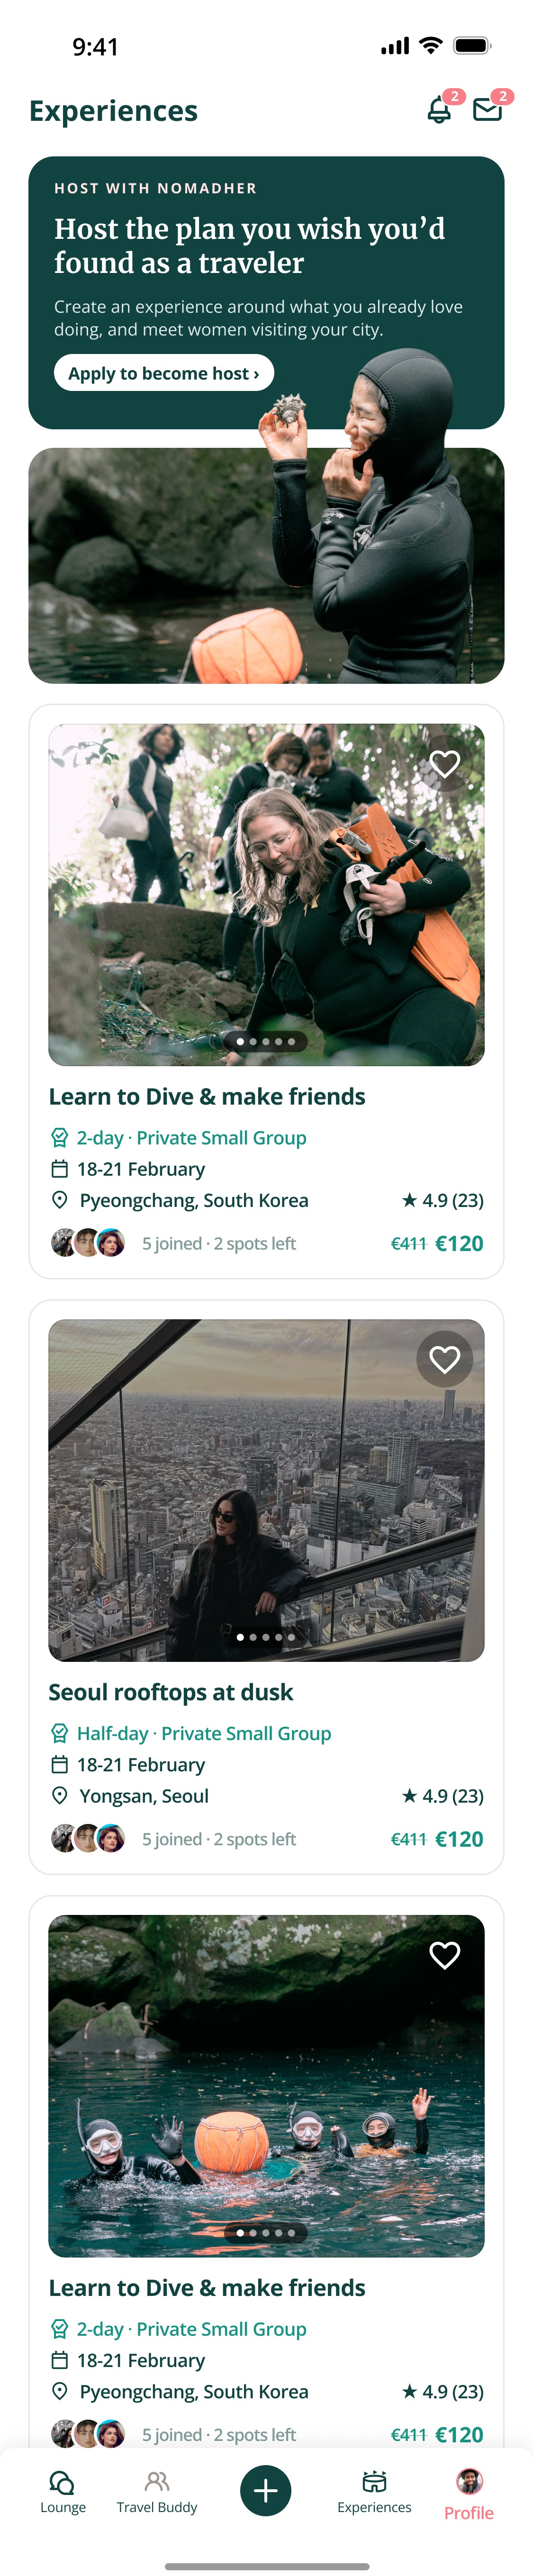 9:41
Experiences
2
2
HOST WITH NOMADHER
Host the plan you wish you’d
found as a traveler
Create an experience around what you already love
doing, and meet women visiting your city.
Apply to become host ›
Learn to Dive & make friends
2-day · Private Small Group
18-21 February
Pyeongchang, South Korea ★ 4.9 (23)
5 joined · 2 spots left €411 €120
Seoul rooftops at dusk
Half-day · Private Small Group
18-21 February
Yongsan, Seoul ★ 4.9 (23)
5 joined · 2 spots left €411 €120
Learn to Dive & make friends
2-day · Private Small Group
18-21 February
Pyeongchang, South Korea ★ 4.9 (23)
5 joined · 2 spots left €411 €120
Lounge
Travel Buddy
Experiences
Profile